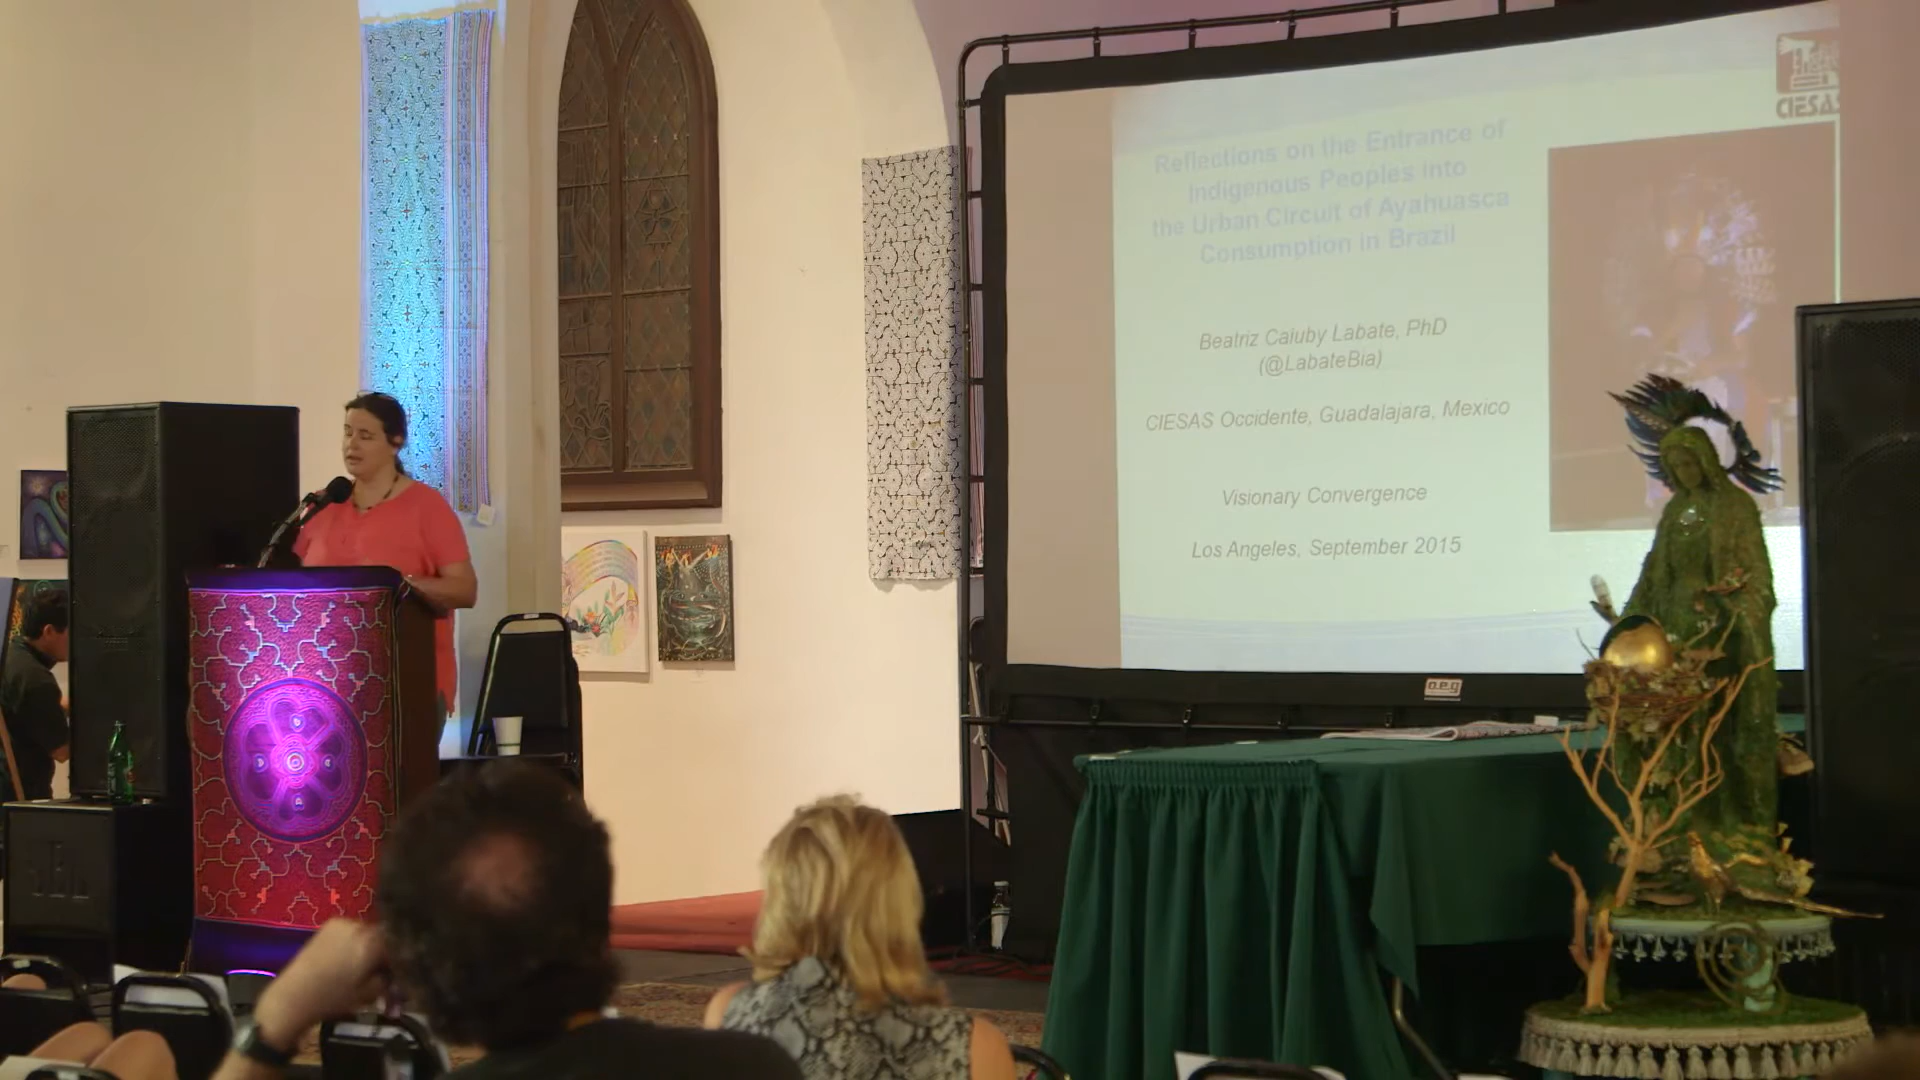 CIESAS
Reflections on the Entrance of
Indigenous Peoples into
the Urban Circuit of Ayahuasca
Consumption in Brazil
Beatriz Caiuby Labate, PhD
(@LabateBia)
CIESAS Occidente, Guadalajara, Mexico
Visionary Convergence
Los Angeles, September 2015